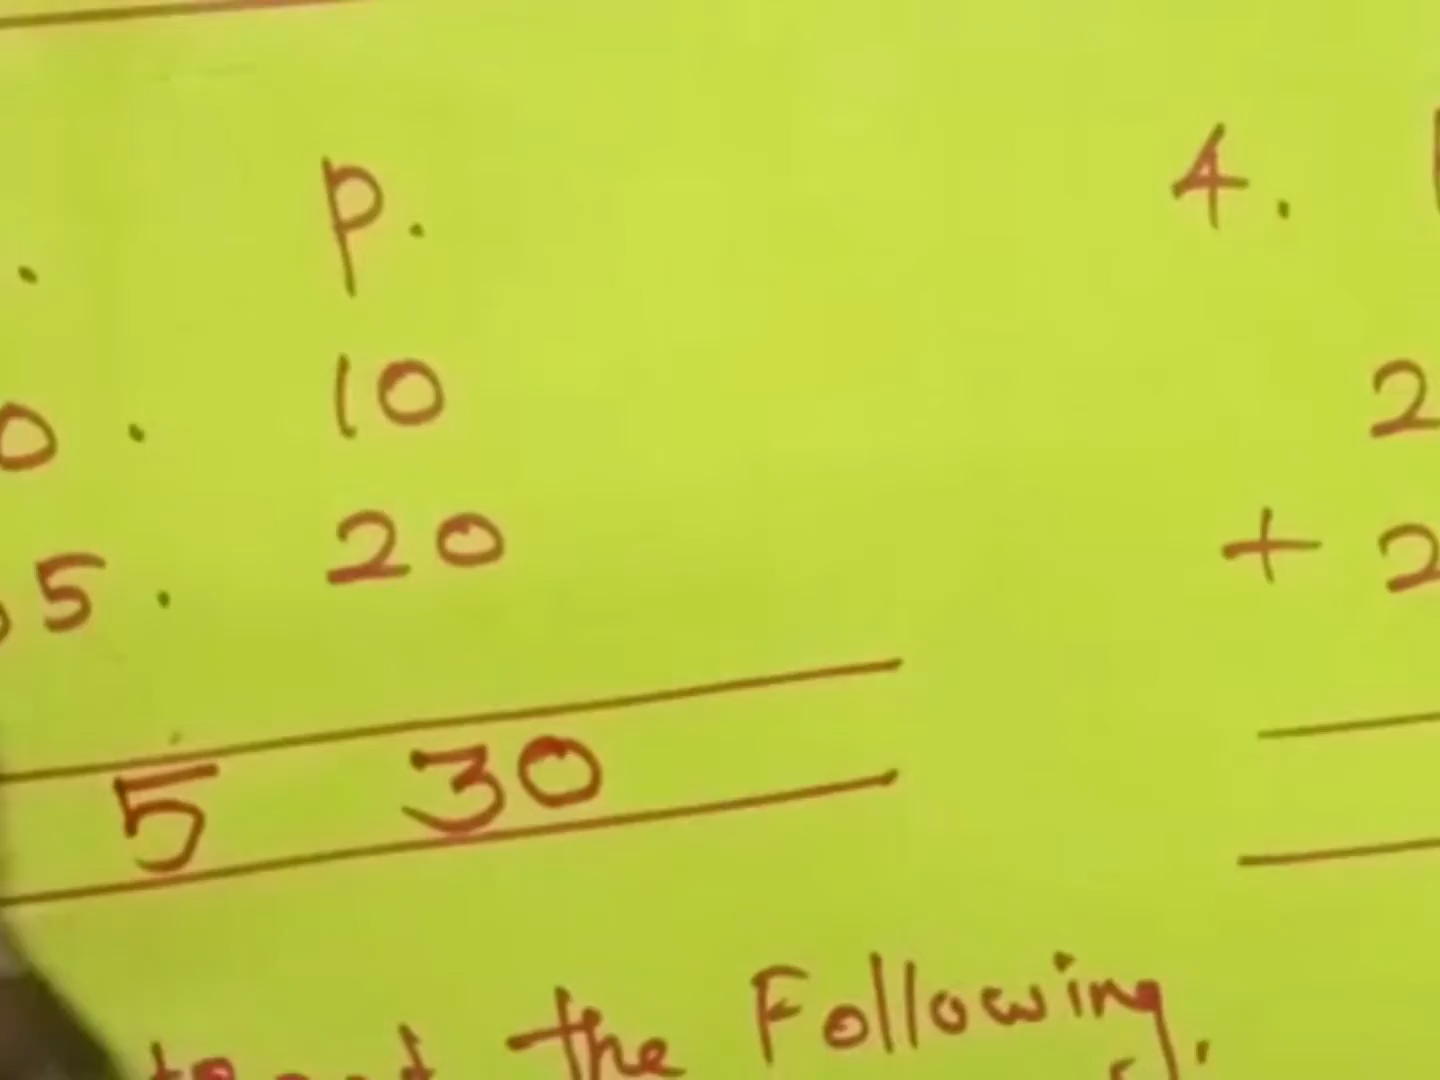 . p. 4.
0 . 10 2
5 . 20 + 2
5 30
the Following.